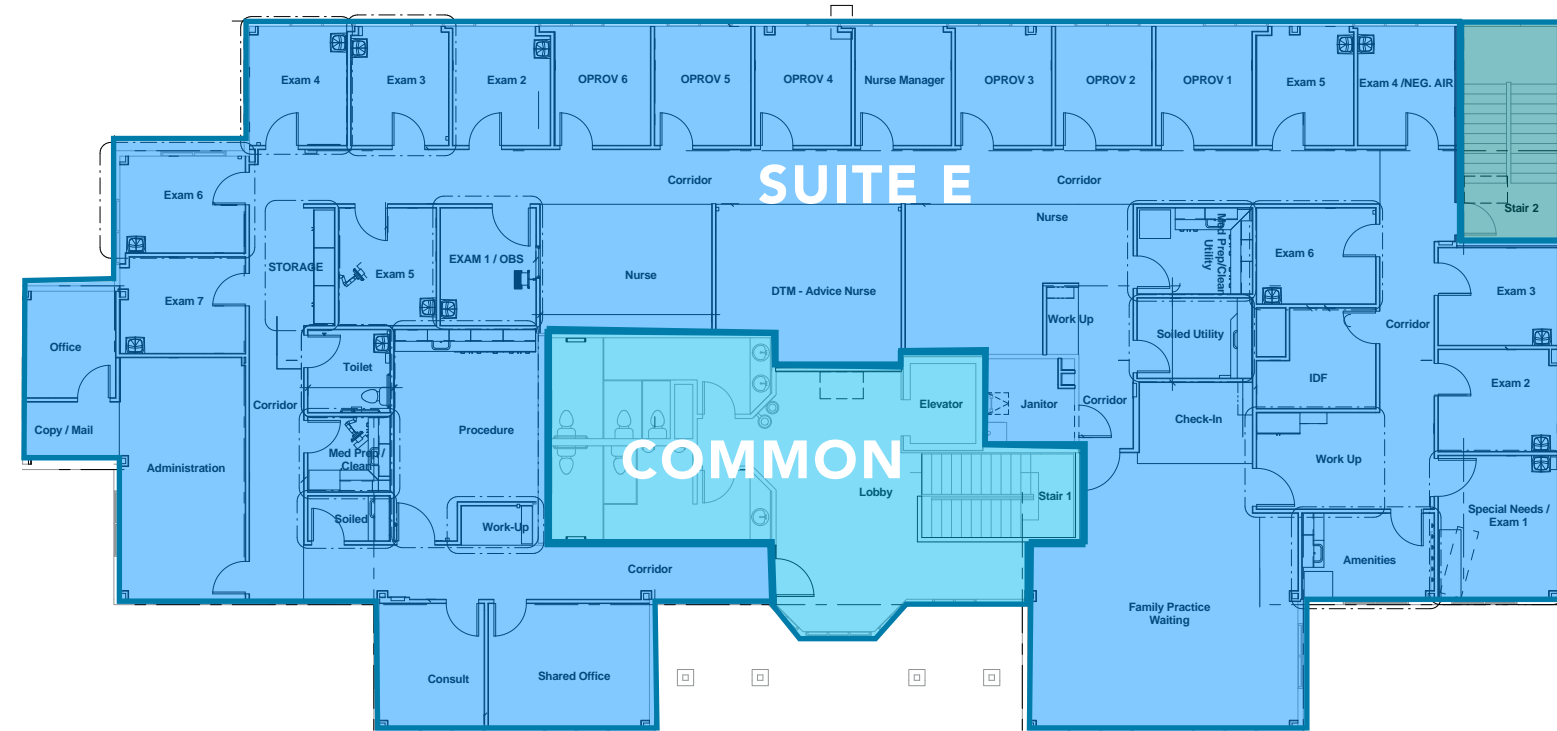 Exam 4
Exam 3
Exam 2
OPROV 6
OPROV 5
OPROV 4
Nurse Manager
OPROV 3
OPROV 2
OPROV 1
Exam 5
Exam 4 /NEG. AIR
Corridor
SUITE E
Corridor
Exam 6
Stair 2
Nurse
Med Prep/Clean
Utility
STORAGE
Exam 5
EXAM 1 / OBS
Nurse
DTM - Advice Nurse
Exam 6
Exam 7
Exam 3
Office
Work Up
Soiled Utility
Corridor
Toilet
IDF
Exam 2
Corridor
Elevator
Janitor
Corridor
Check-In
Copy / Mail
Procedure
Administration
Med Prep /
Clean
COMMON
Work Up
Lobby
Stair 1
Soiled
Work-Up
Special Needs /
Exam 1
Amenities
Corridor
Family Practice
Waiting
Consult
Shared Office